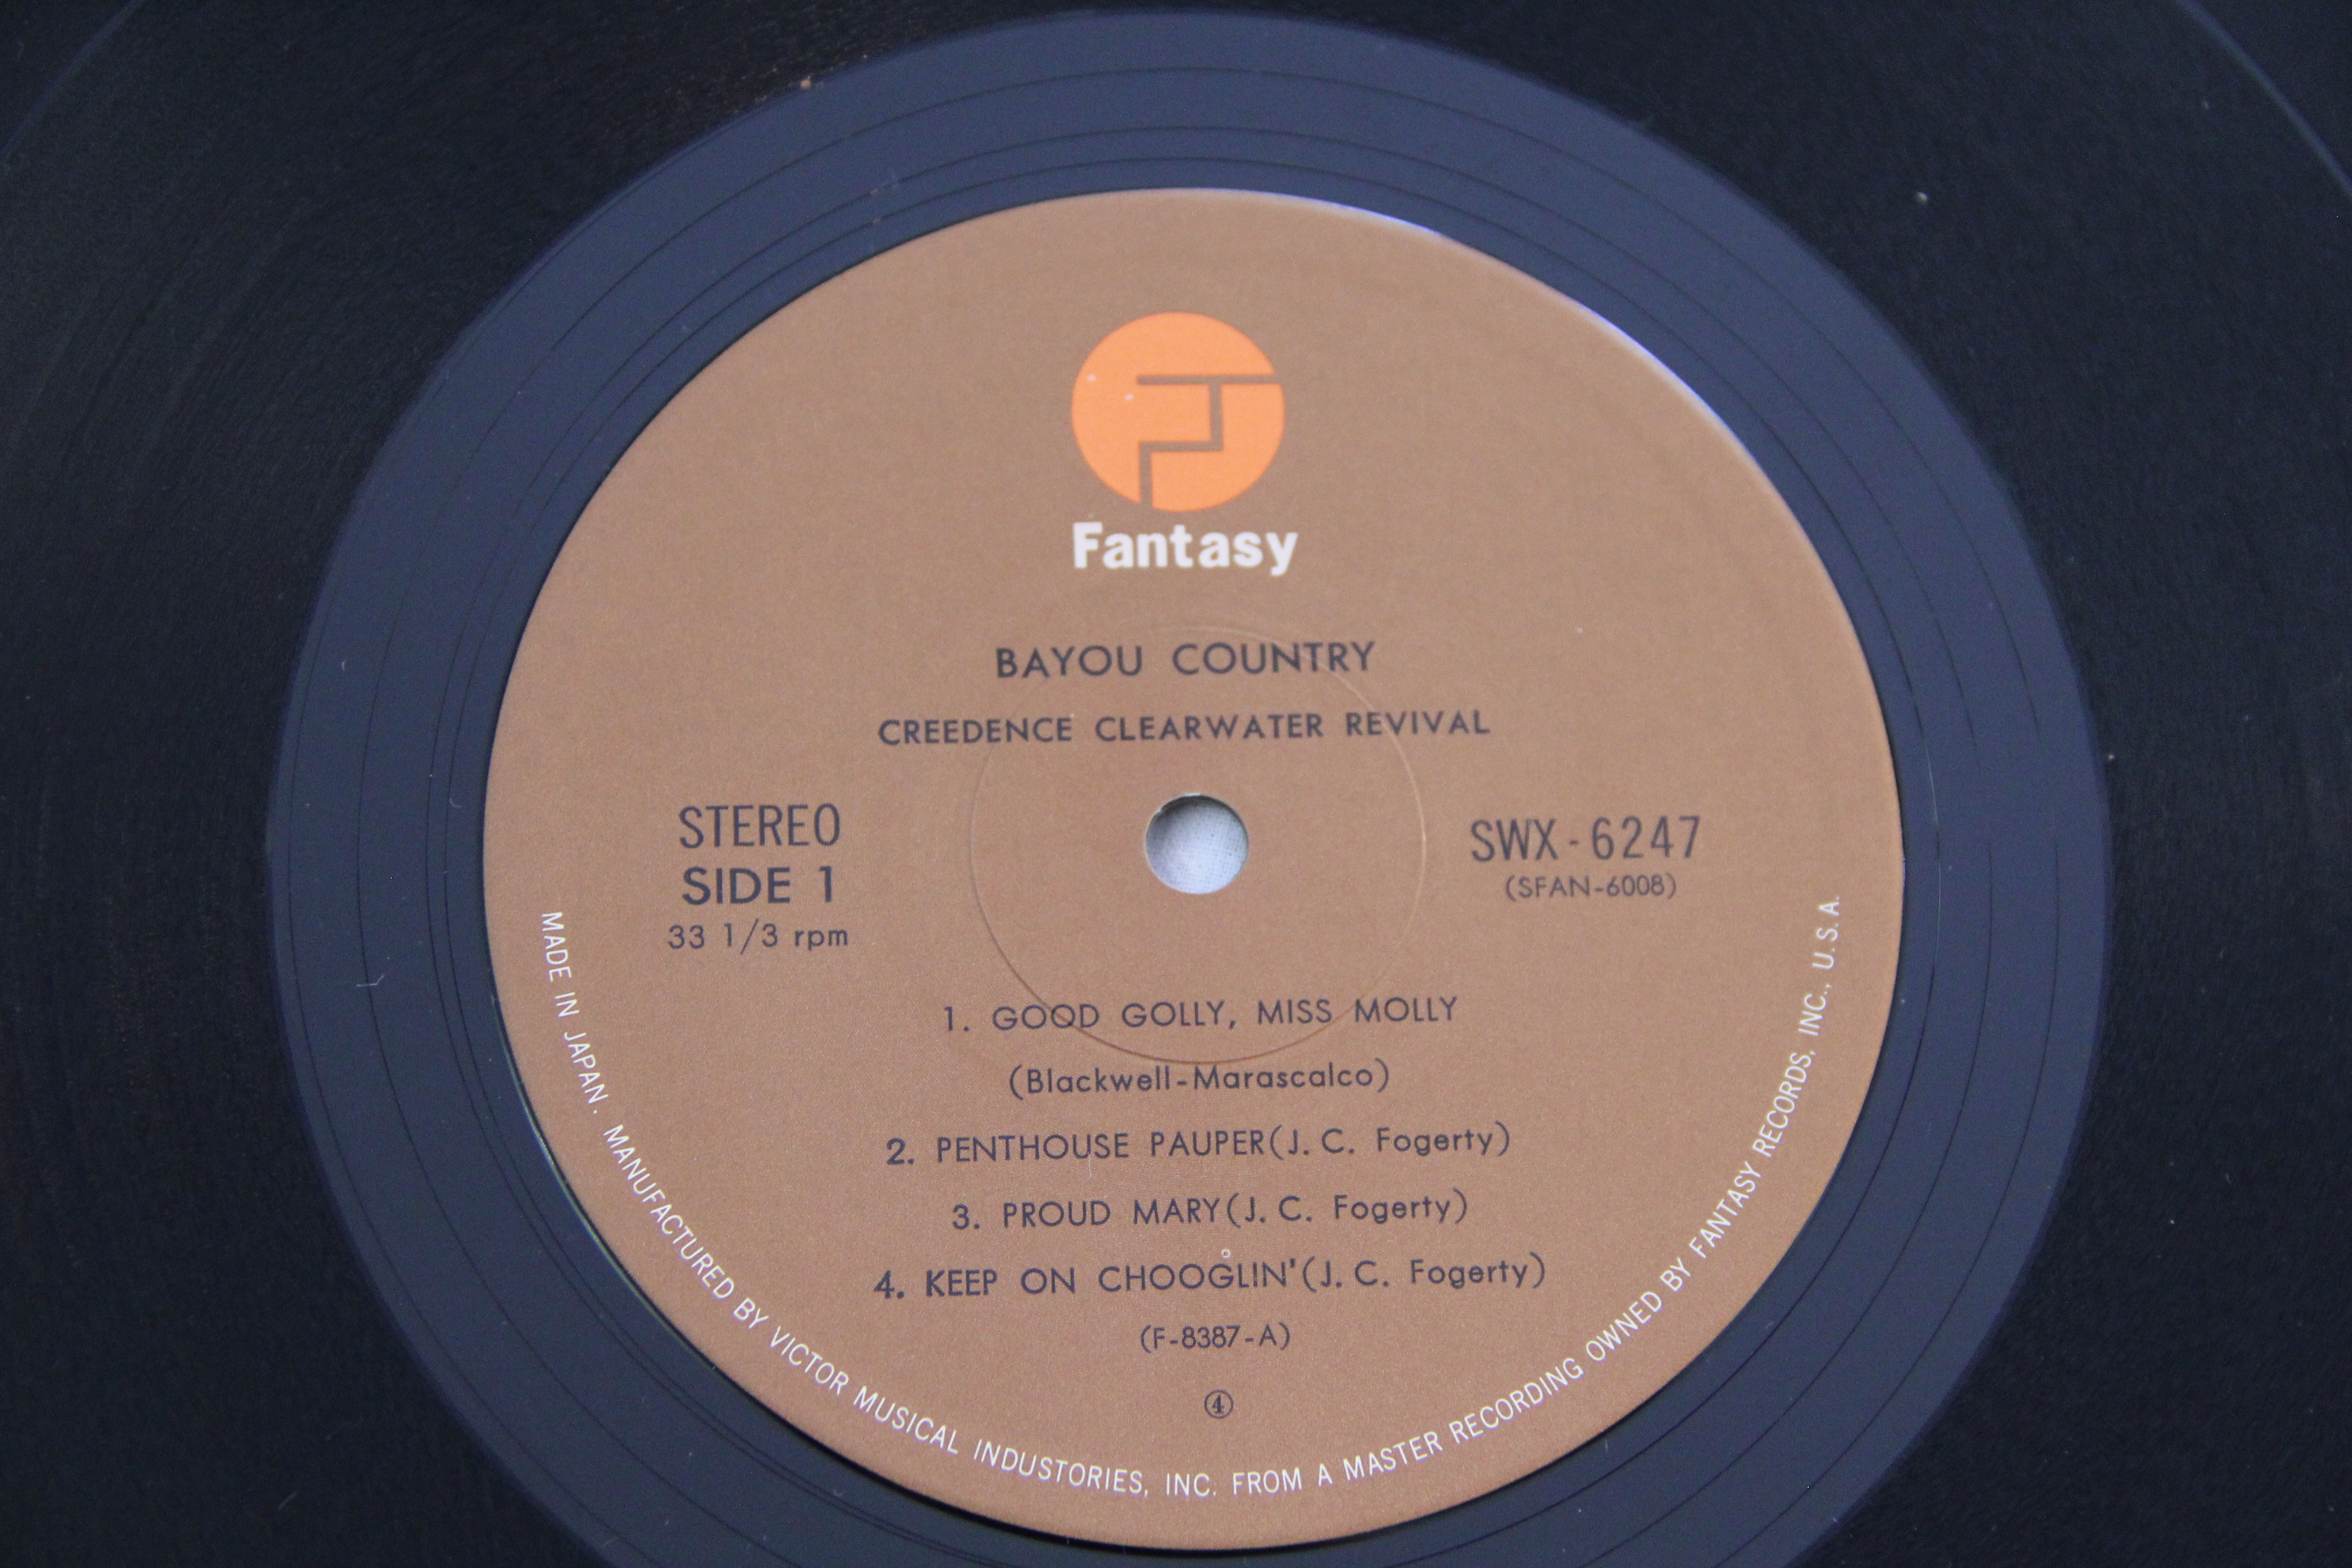 Fantasy
BAYOU COUNTRY
CREEDENCE CLEARWATER REVIVAL
STEREO
SIDE 1
33 1/3 rpm
SWX-6247
(SFAN-6008)
1. GOOD GOLLY, MISS MOLLY
(Blackwell-Marascalco)
2. PENTHOUSE PAUPER(J. C. Fogerty)
3. PROUD MARY(J. C. Fogerty)
4. KEEP ON CHOOGLIN'(J. C. Fogerty)
(F-8387-A)
④
MADE IN JAPAN. MANUFACTURED BY VICTOR MUSICAL INDUSTORIES, INC. FROM A MASTER RECORDING OWNED BY FANTASY RECORDS, INC., U.S.A.